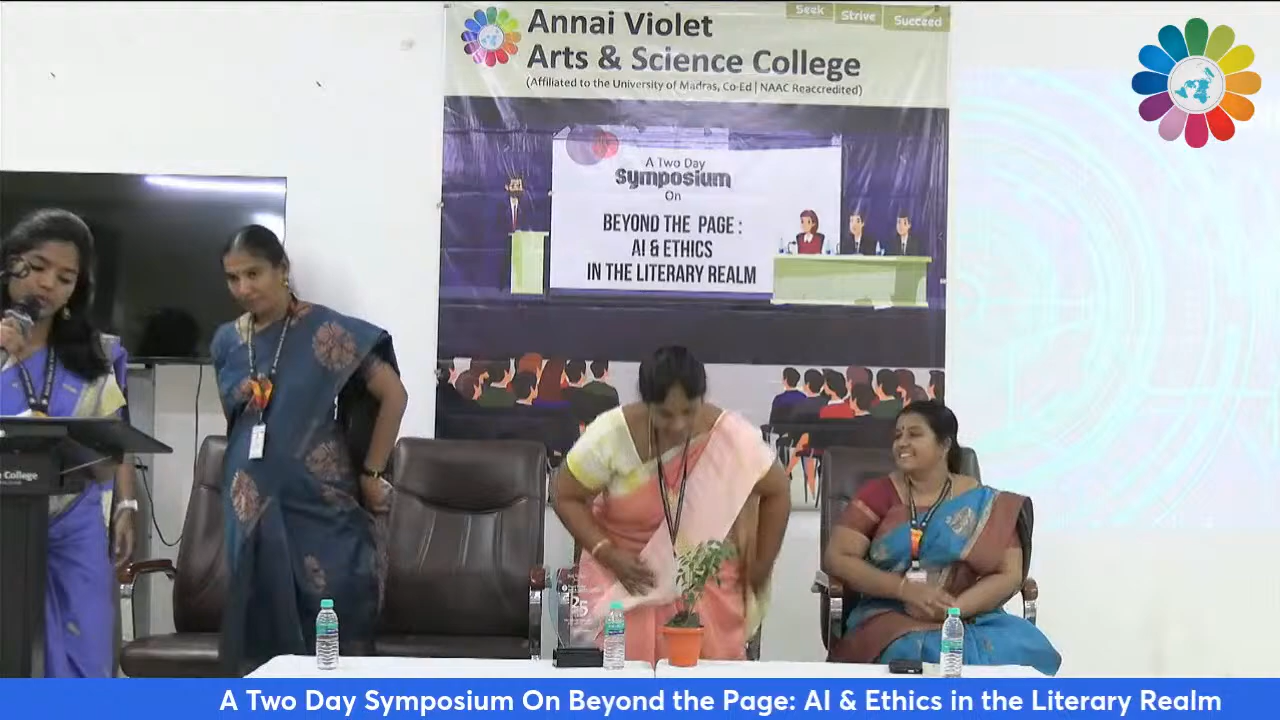 Seek Strive Succeed
Annai Violet
Arts & Science College
(Affiliated to the University of Madras, Co-Ed | NAAC Reaccredited)
A Two Day
Symposium
On
BEYOND THE PAGE :
AI & ETHICS
IN THE LITERARY REALM
College
25
A Two Day Symposium On Beyond the Page: AI & Ethics in the Literary Realm